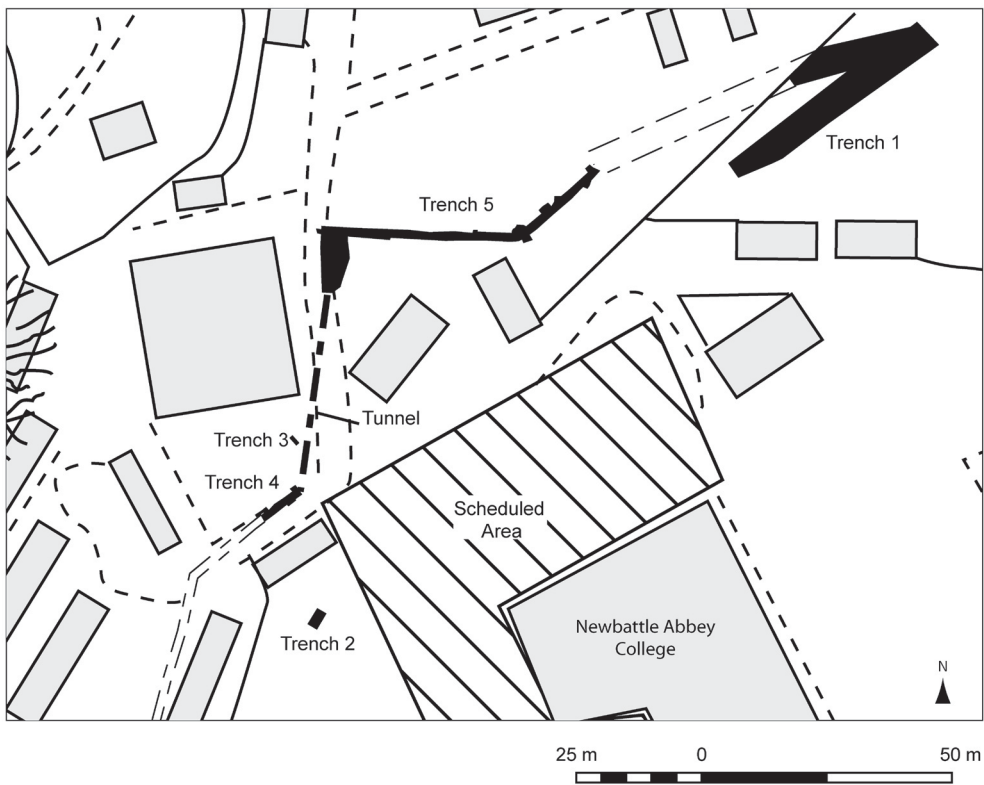 Trench 1
Trench 5
Tunnel
Trench 3
Trench 4
Scheduled
Area
Newbattle Abbey
College
Trench 2
N
25 m 0 50 m